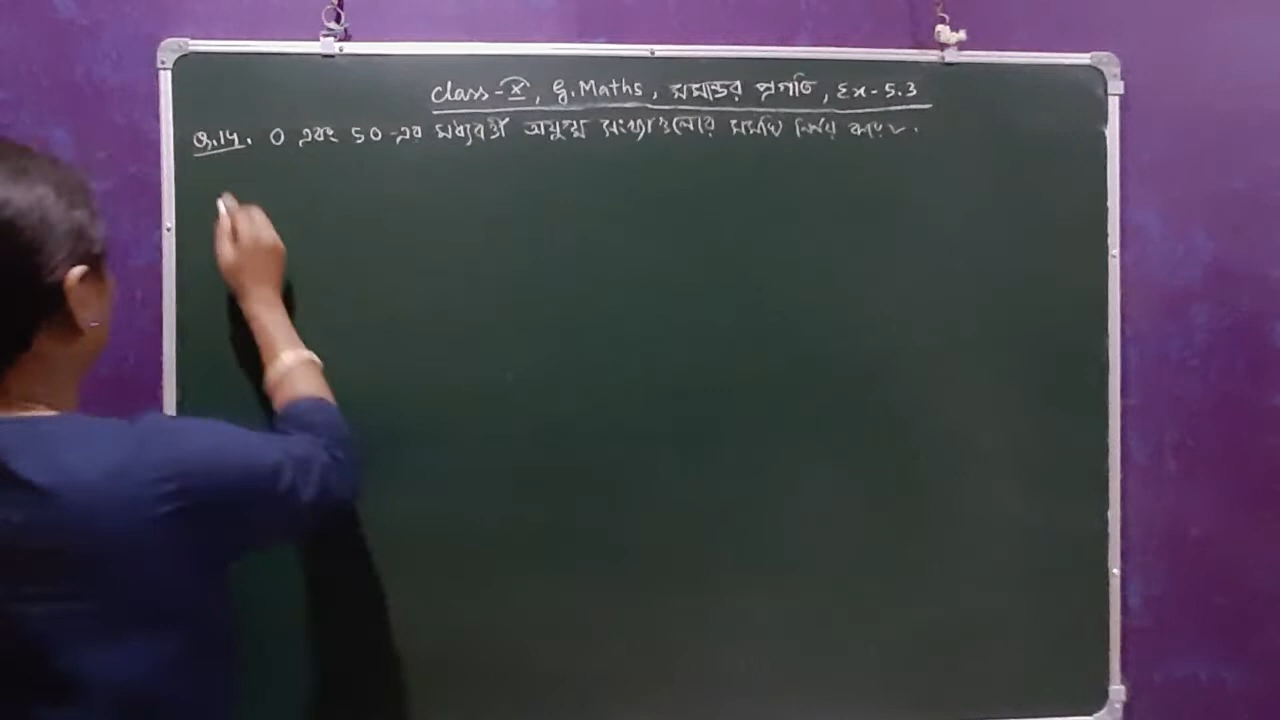 Class-X, G.Maths, সমান্তর প্রগতি, Ex-5.3
Q.14. 0 এবং 50-এর মধ্যবর্তী অযুগ্ম সংখ্যাগুলোর সমষ্টি নির্ণয় করো।